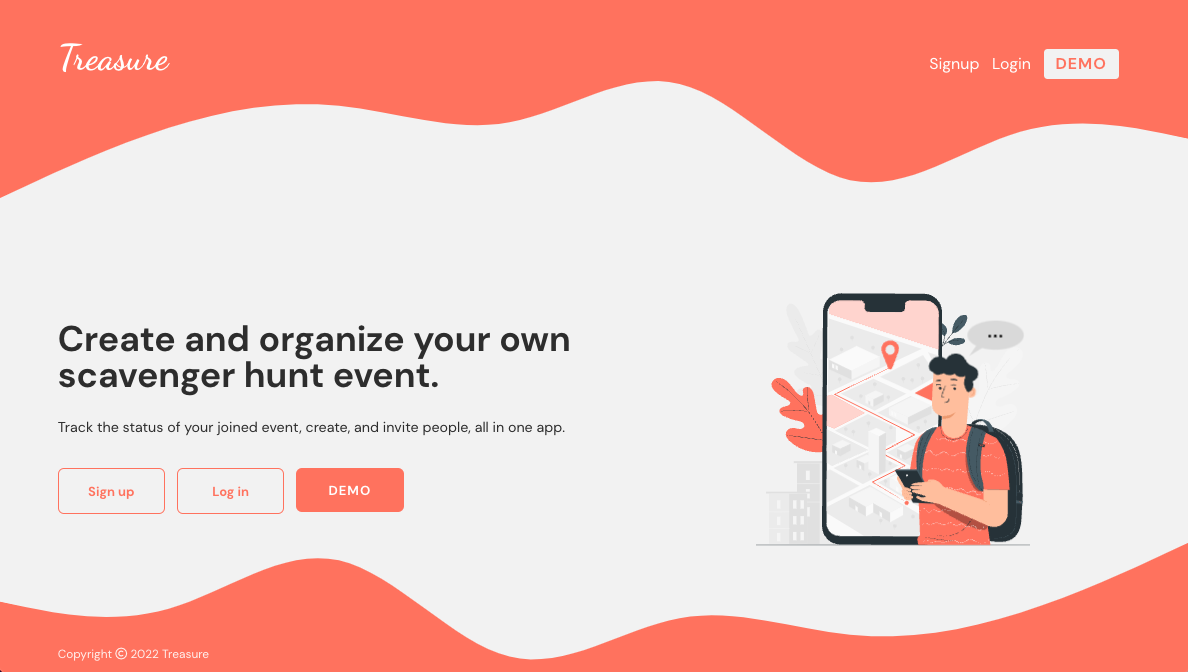 Treasure
Signup Login DEMO
Create and organize your own
scavenger hunt event.
Track the status of your joined event, create, and invite people, all in one app.
Sign up Log in DEMO
Copyright © 2022 Treasure